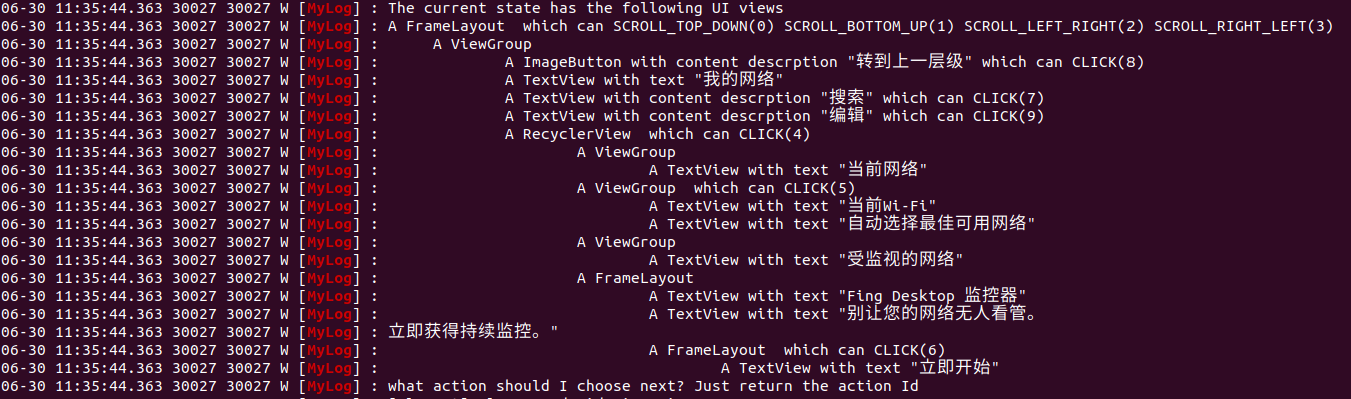 06-30 11:35:44.363 30027 30027 W [MyLog] : The current state has the following UI views
06-30 11:35:44.363 30027 30027 W [MyLog] : A FrameLayout  which can SCROLL_TOP_DOWN(0) SCROLL_BOTTOM_UP(1) SCROLL_LEFT_RIGHT(2) SCROLL_RIGHT_LEFT(3)
06-30 11:35:44.363 30027 30027 W [MyLog] :      A ViewGroup
06-30 11:35:44.363 30027 30027 W [MyLog] :              A ImageButton with content descrption "转到上一层级" which can CLICK(8)
06-30 11:35:44.363 30027 30027 W [MyLog] :              A TextView with text "我的网络"
06-30 11:35:44.363 30027 30027 W [MyLog] :              A TextView with content descrption "搜索" which can CLICK(7)
06-30 11:35:44.363 30027 30027 W [MyLog] :              A TextView with content descrption "编辑" which can CLICK(9)
06-30 11:35:44.363 30027 30027 W [MyLog] :              A RecyclerView  which can CLICK(4)
06-30 11:35:44.363 30027 30027 W [MyLog] :                      A ViewGroup
06-30 11:35:44.363 30027 30027 W [MyLog] :                              A TextView with text "当前网络"
06-30 11:35:44.363 30027 30027 W [MyLog] :                      A ViewGroup  which can CLICK(5)
06-30 11:35:44.363 30027 30027 W [MyLog] :                              A TextView with text "当前Wi-Fi"
06-30 11:35:44.363 30027 30027 W [MyLog] :                              A TextView with text "自动选择最佳可用网络"
06-30 11:35:44.363 30027 30027 W [MyLog] :                      A ViewGroup
06-30 11:35:44.363 30027 30027 W [MyLog] :                              A TextView with text "受监视的网络"
06-30 11:35:44.363 30027 30027 W [MyLog] :                      A FrameLayout
06-30 11:35:44.363 30027 30027 W [MyLog] :                              A TextView with text "Fing Desktop 监控器"
06-30 11:35:44.363 30027 30027 W [MyLog] :                              A TextView with text "别让您的网络无人看管。
06-30 11:35:44.363 30027 30027 W [MyLog] : 立即获得持续监控。"
06-30 11:35:44.363 30027 30027 W [MyLog] :                              A FrameLayout  which can CLICK(6)
06-30 11:35:44.363 30027 30027 W [MyLog] :                                      A TextView with text "立即开始"
06-30 11:35:44.363 30027 30027 W [MyLog] : what action should I choose next? Just return the action Id